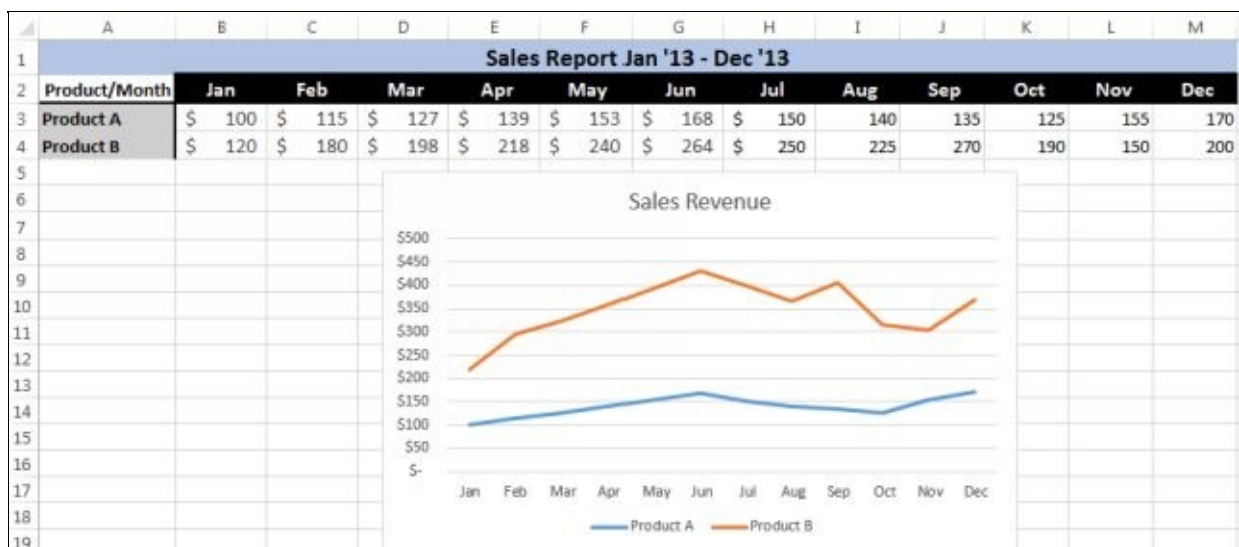 A B C D E F G H I J K L M
1 Sales Report Jan '13 - Dec '13
2 Product/Month Jan Feb Mar Apr May Jun Jul Aug Sep Oct Nov Dec
3 Product A $ 100 $ 115 $ 127 $ 139 $ 153 $ 168 $ 150 140 135 125 155 170
4 Product B $ 120 $ 180 $ 198 $ 218 $ 240 $ 264 $ 250 225 270 190 150 200
5
6 Sales Revenue
7
8 $500
$450
9 $400
10 $350
11 $300
12 $250
$200
13 $150
14 $100
15 $50
16 $-
17 Jan Feb Mar Apr May Jun Jul Aug Sep Oct Nov Dec
18 Product A Product B
19